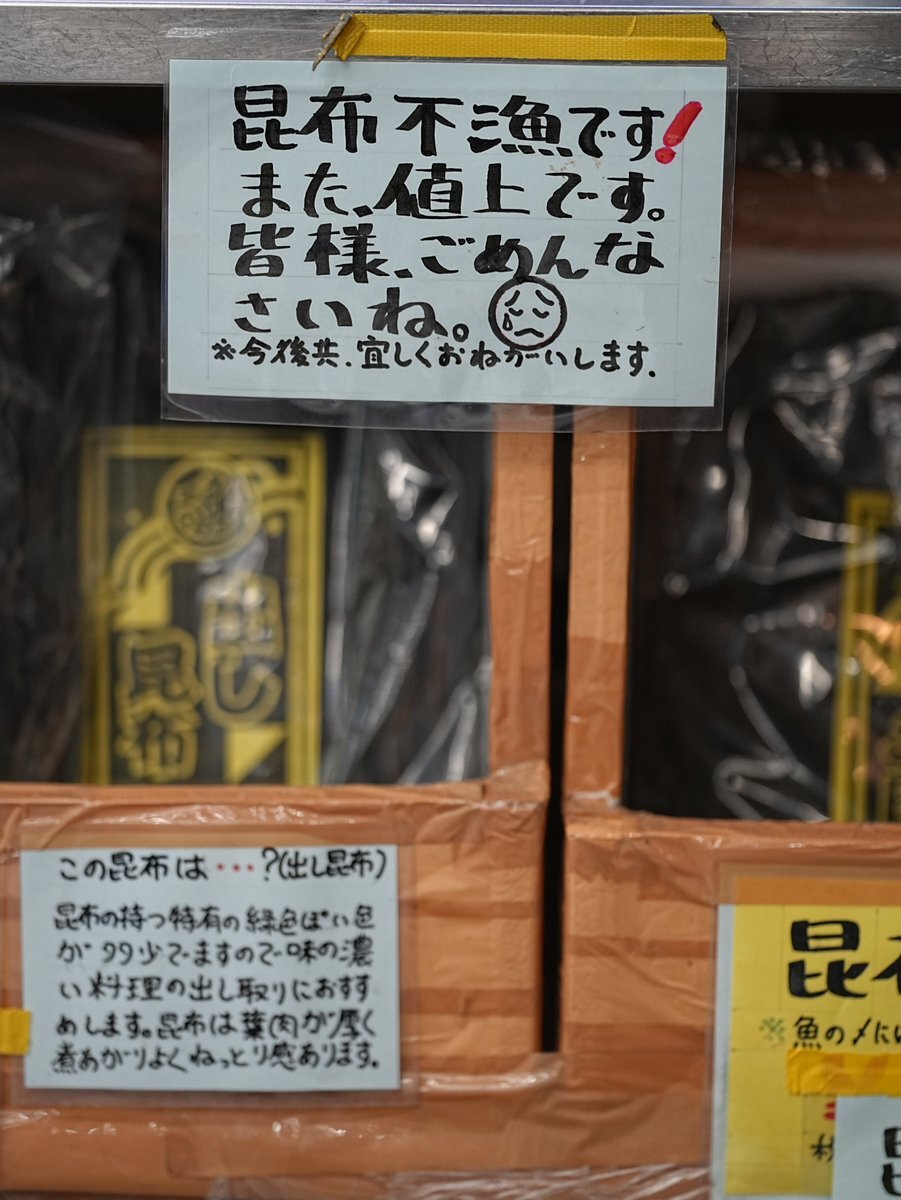 昆布不漁です!
また、値上です。
皆様、ごめんな
さいね。
※今後共、宜しくおねがいします.
出し
昆布
この昆布は・・・?(出し昆布)
昆布の持つ特有の緑色ぽい色
が多少でますので味の濃
い料理の出し取りにおすす
めします。昆布は葉肉が厚く
煮あがりよくねっとり感あります.
昆
※魚の〆に